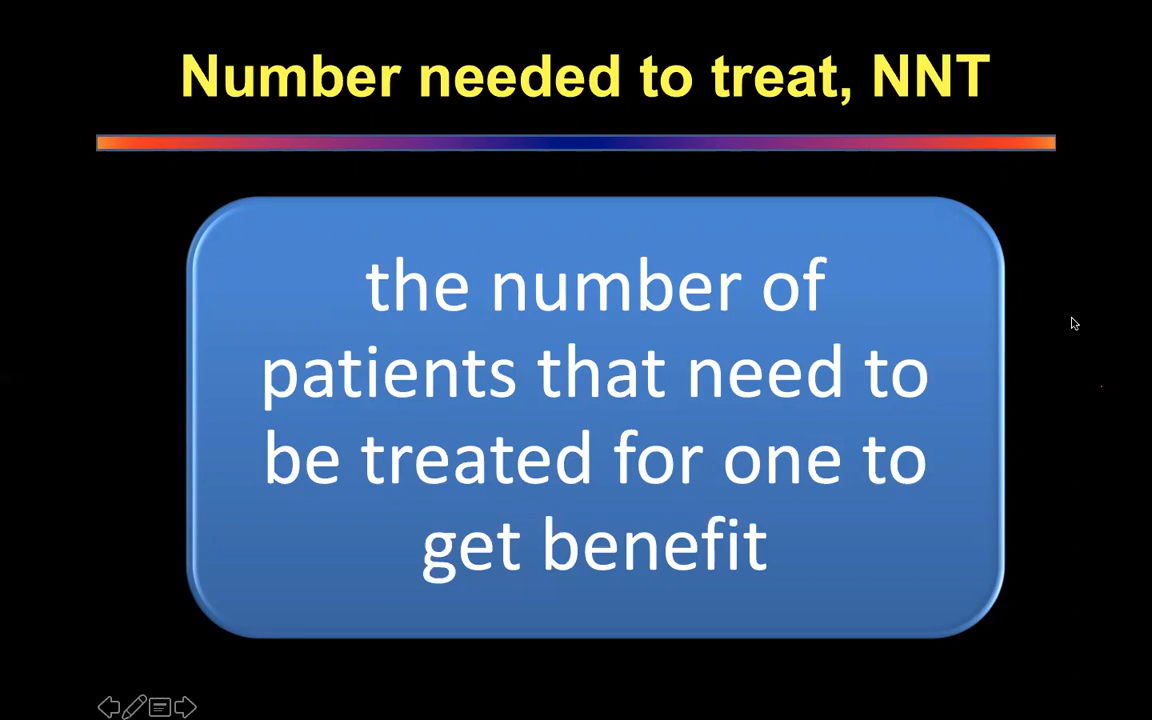 Number needed to treat, NNT
the number of
patients that need to
be treated for one to
get benefit